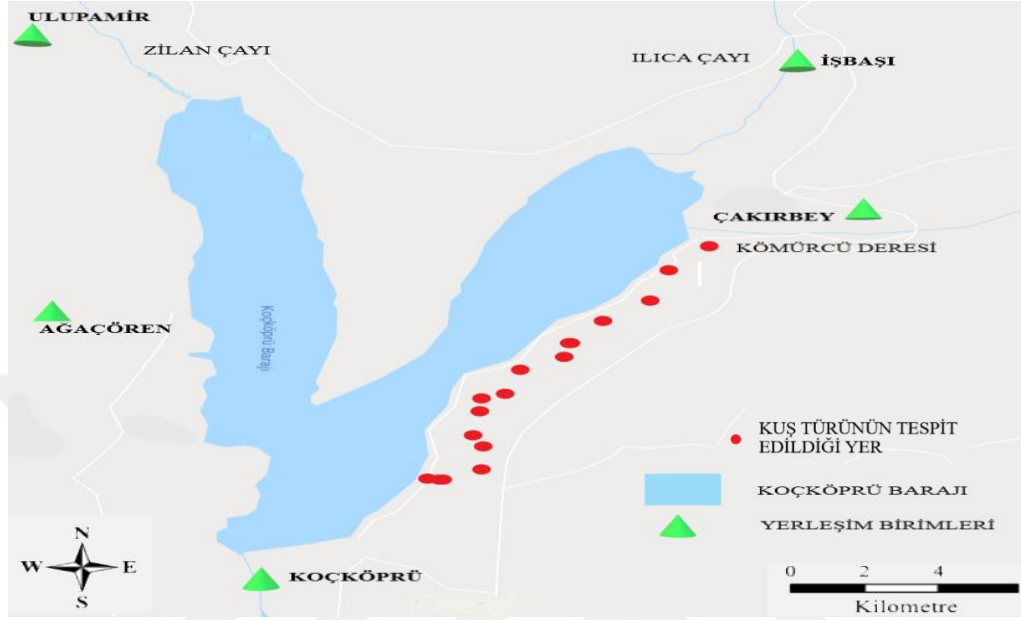 ULUPAMİR
ZİLAN ÇAYI
ILICA ÇAYI
İŞBAŞI
ÇAKIRBEY
KÖMÜRCÜ DERESİ
Koçköprü Barajı
AĞAÇÖREN
KUŞ TÜRÜNÜN TESPİT
EDİLDİĞİ YER
KOÇKÖPRÜ BARAJI
YERLEŞİM BİRİMLERİ
N
W E
S
KOÇKÖPRÜ
0 2 4
Kilometre